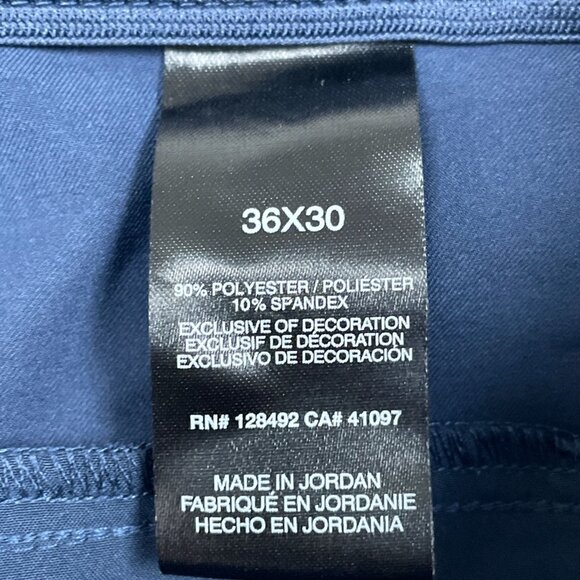 36X30
90% POLYESTER / POLIÉSTER
10% SPANDEX
EXCLUSIVE OF DECORATION
EXCLUSIF DE DÉCORATION
EXCLUSIVO DE DECORACIÓN
RN# 128492 CA# 41097
MADE IN JORDAN
FABRIQUÉ EN JORDANIE
HECHO EN JORDANIA